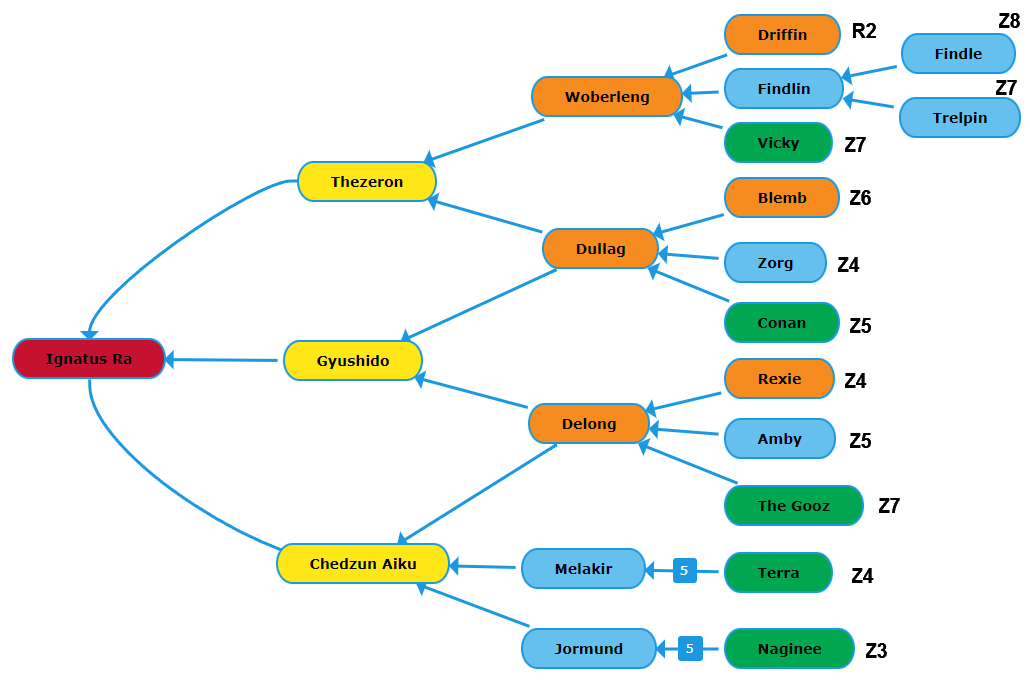 Z8
Driffin R2
Findle
Z7
Findlin
Woberleng
Trelpin
Vicky Z7
Thezeron
Blemb Z6
Dullag
Zorg Z4
Conan Z5
Ignatus Ra
Gyushido
Rexie Z4
Delong
Amby Z5
The Gooz Z7
Chedzun Aiku
Melakir 5 Terra Z4
Jormund 5 Naginee Z3